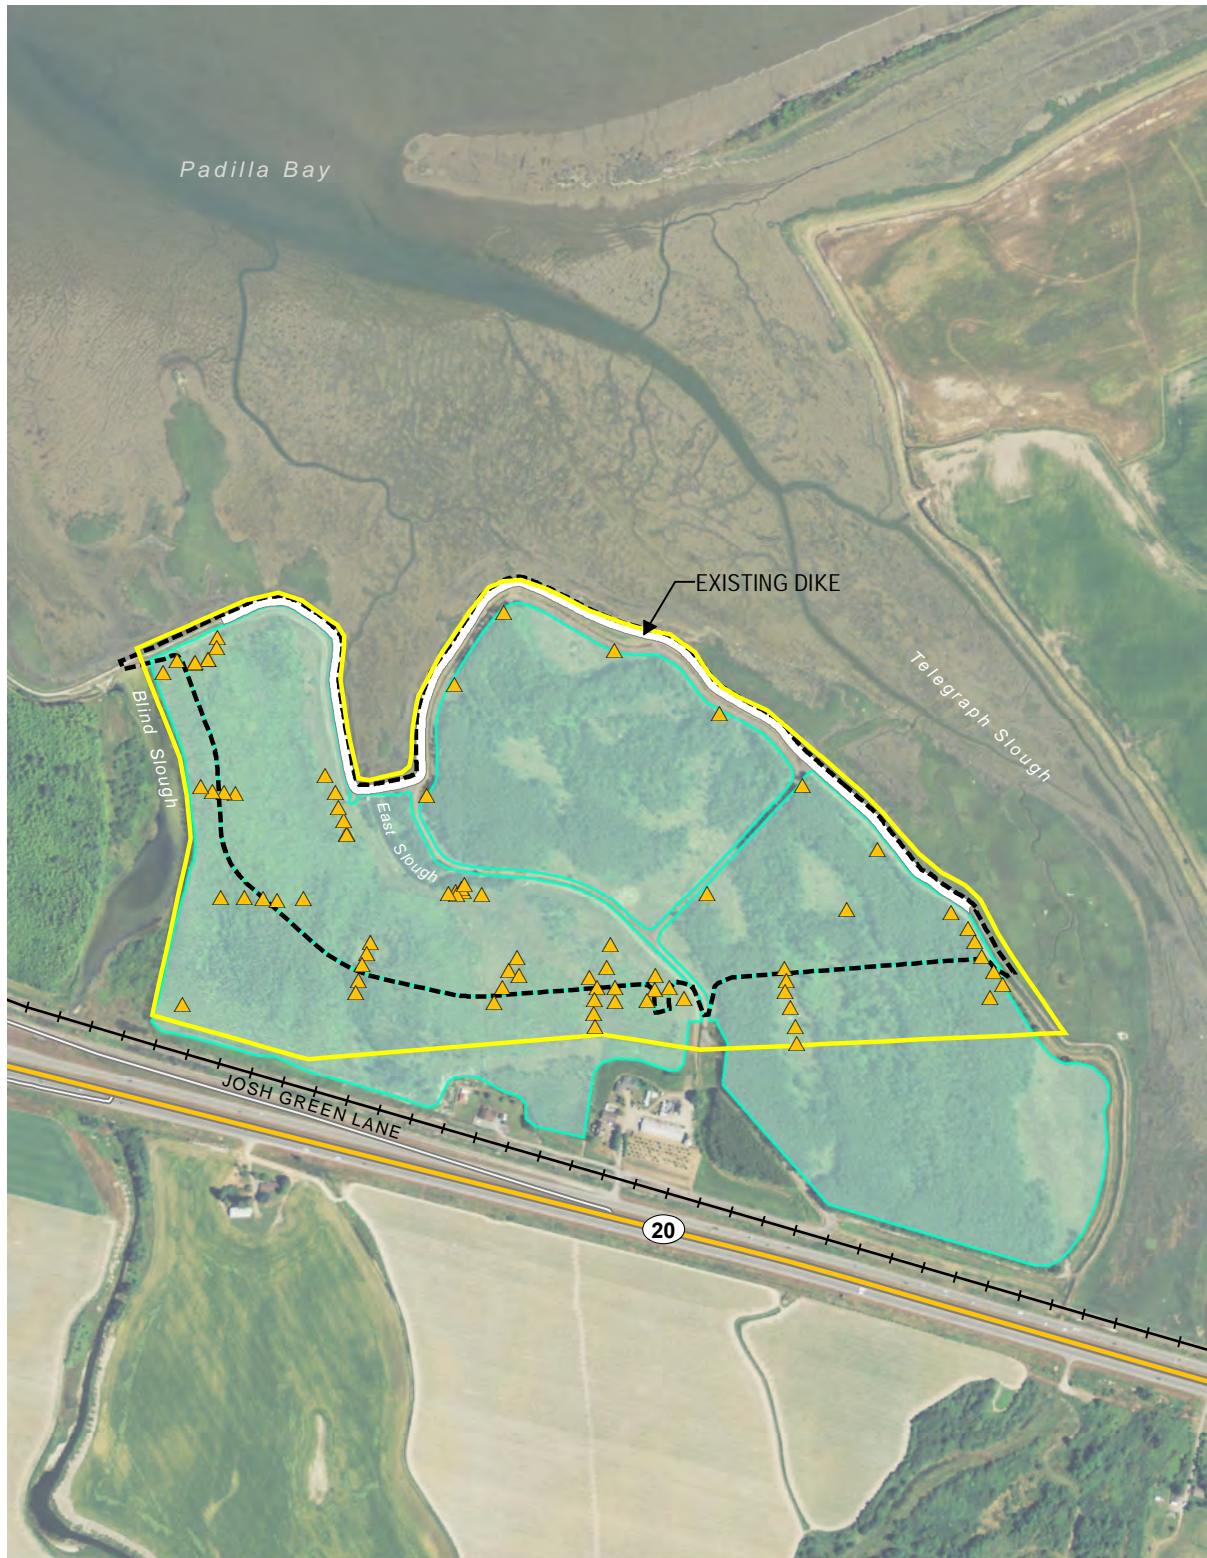 Padilla Bay
EXISTING DIKE
Telegraph Slough
Blind Slough
East Slough
JOSH GREEN LANE
20